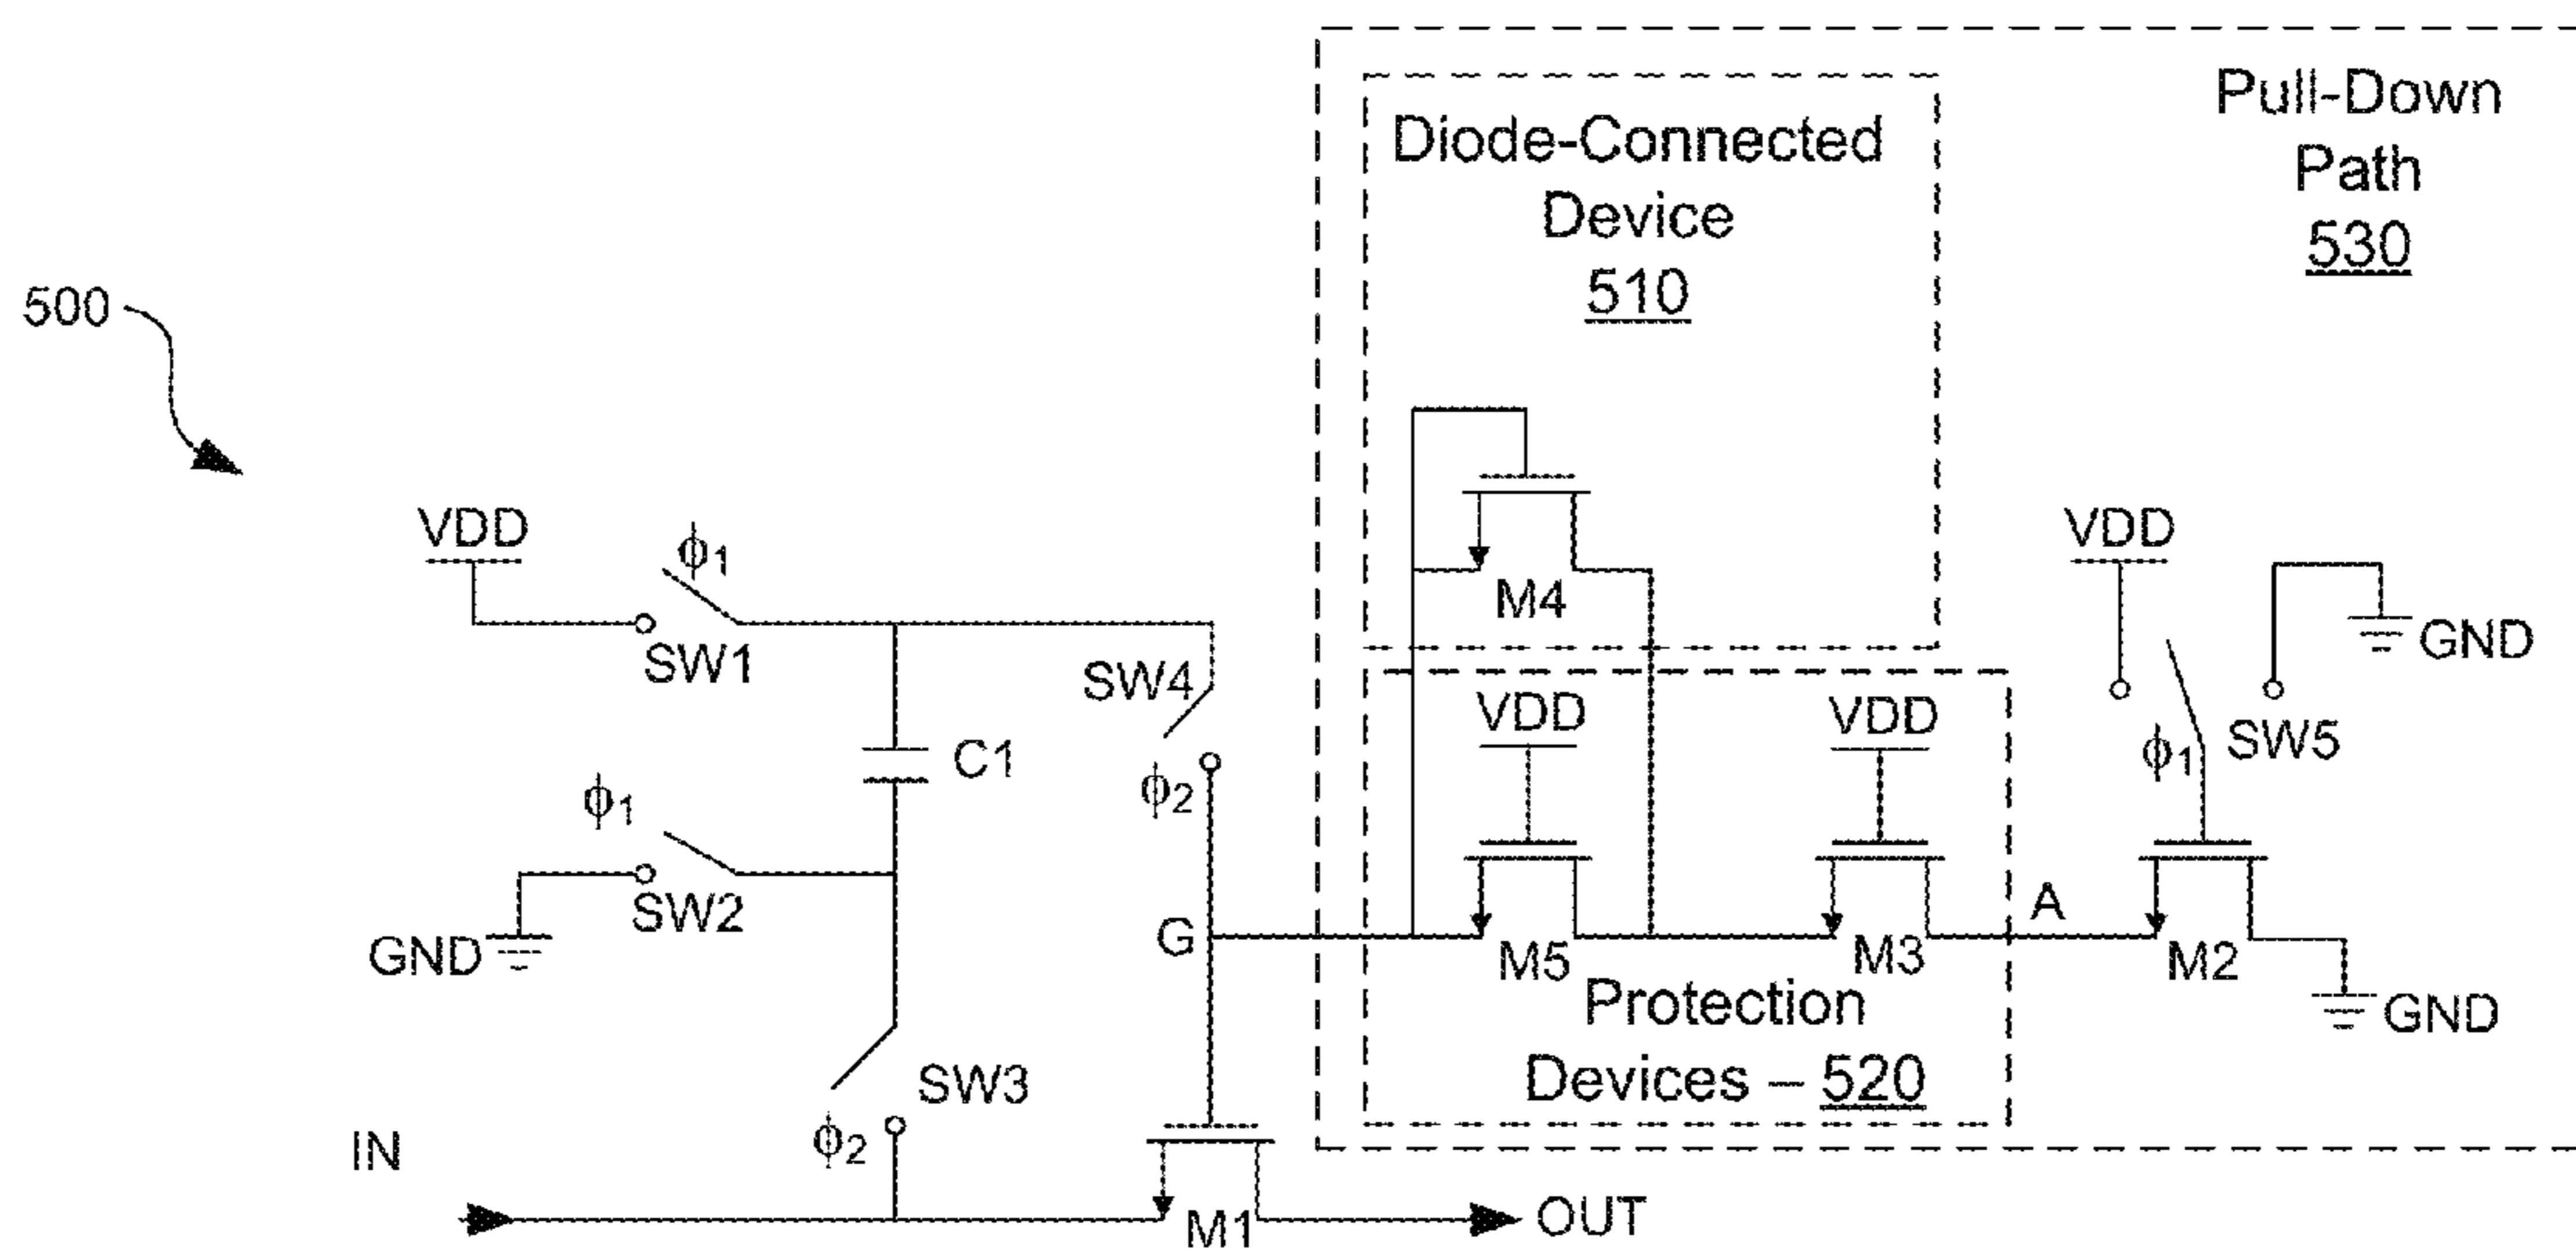 Pull-Down
Path
530
Diode-Connected
Device
510
500
VDD
ϕ1
SW1
M4
VDD
SW5
GND
ϕ1
SW4
ϕ2
C1
VDD
VDD
ϕ1
SW2
GND
G
M5
M3
A
M2
GND
Protection
Devices – 520
SW3
ϕ2
IN
M1
OUT